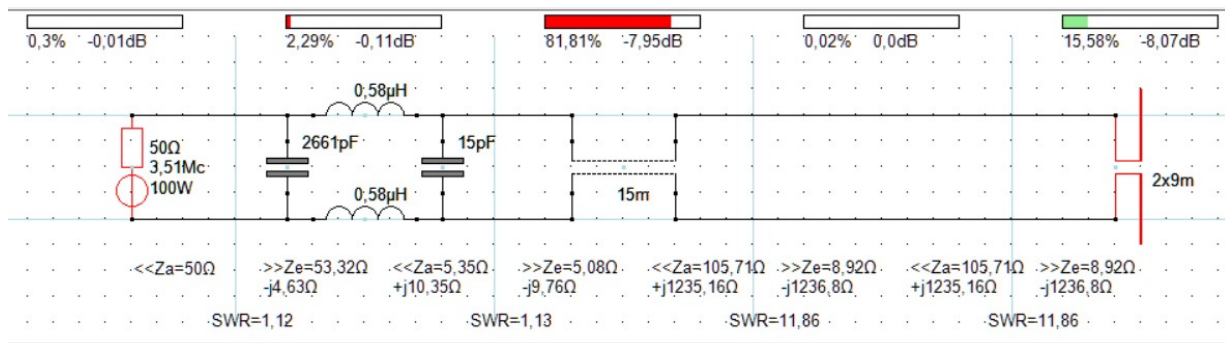 0,3% -0,01dB 2,29% -0,11dB 81,81% -7,95dB 0,02% 0,0dB 15,58% -8,07dB
0,58µH
50Ω 2661pF 15pF
3,51Mc
100W 0,58µH 15m 2x9m
<<Za=50Ω >>Ze=53,32Ω <<Za=5,35Ω >>Ze=5,08Ω <<Za=105,71Ω >>Ze=8,92Ω <<Za=105,71Ω >>Ze=8,92Ω
-j4,63Ω +j10,35Ω -j9,76Ω +j1235,16Ω -j1236,8Ω +j1235,16Ω -j1236,8Ω
SWR=1,12 SWR=1,13 SWR=11,86 SWR=11,86